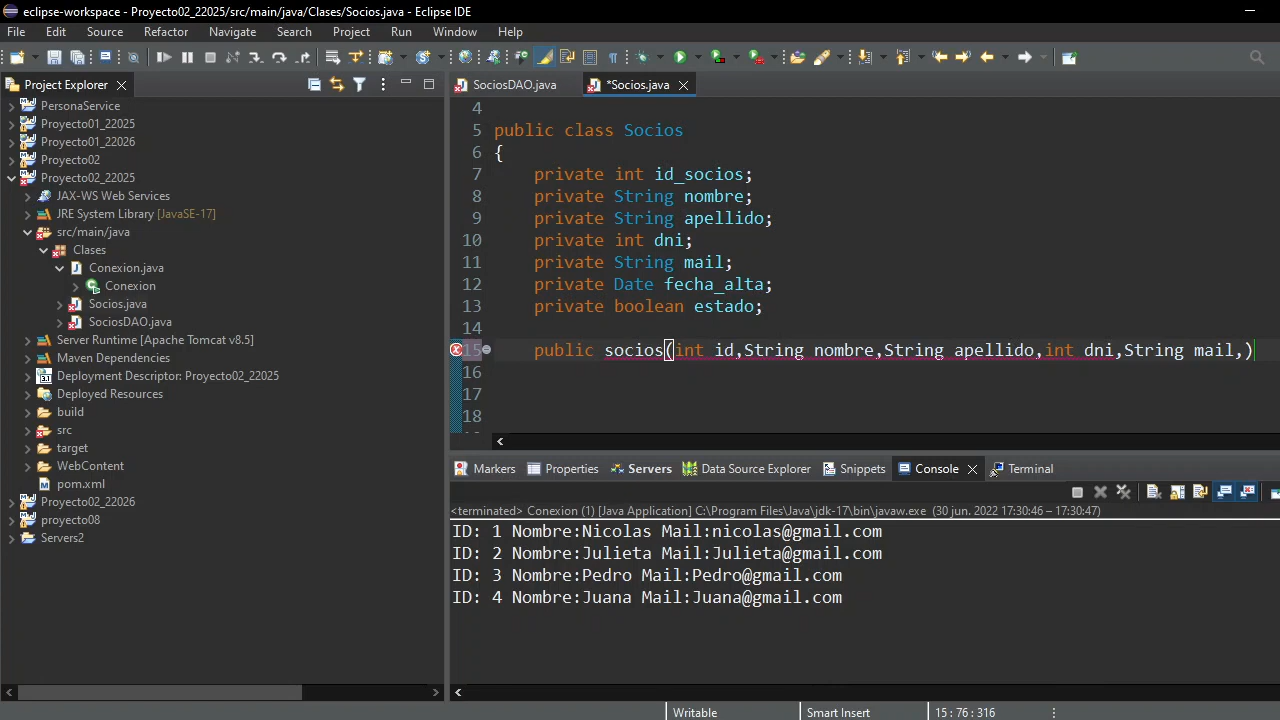 eclipse-workspace - Proyecto02_22025/src/main/java/Clases/Socios.java - Eclipse IDE
File Edit Source Refactor Navigate Search Project Run Window Help
Project Explorer
PersonaService
Proyecto01_22025
Proyecto01_22026
Proyecto02
Proyecto02_22025
JAX-WS Web Services
JRE System Library [JavaSE-17]
src/main/java
Clases
Conexion.java
Conexion
Socios.java
SociosDAO.java
Server Runtime [Apache Tomcat v8.5]
Maven Dependencies
Deployment Descriptor: Proyecto02_22025
Deployed Resources
build
src
target
WebContent
pom.xml
Proyecto02_22026
proyecto08
Servers2
SociosDAO.java *Socios.java
4
5 public class Socios
6 {
7 private int id_socios;
8 private String nombre;
9 private String apellido;
10 private int dni;
11 private String mail;
12 private Date fecha_alta;
13 private boolean estado;
14
15 public socios(int id,String nombre,String apellido,int dni,String mail,)
16
17
18
Markers Properties Servers Data Source Explorer Snippets Console Terminal
<terminated> Conexion (1) [Java Application] C:\Program Files\Java\jdk-17\bin\javaw.exe (30 jun. 2022 17:30:46 – 17:30:47)
ID: 1 Nombre:Nicolas Mail:nicolas@gmail.com
ID: 2 Nombre:Julieta Mail:Julieta@gmail.com
ID: 3 Nombre:Pedro Mail:Pedro@gmail.com
ID: 4 Nombre:Juana Mail:Juana@gmail.com
Writable Smart Insert 15 : 76 : 316